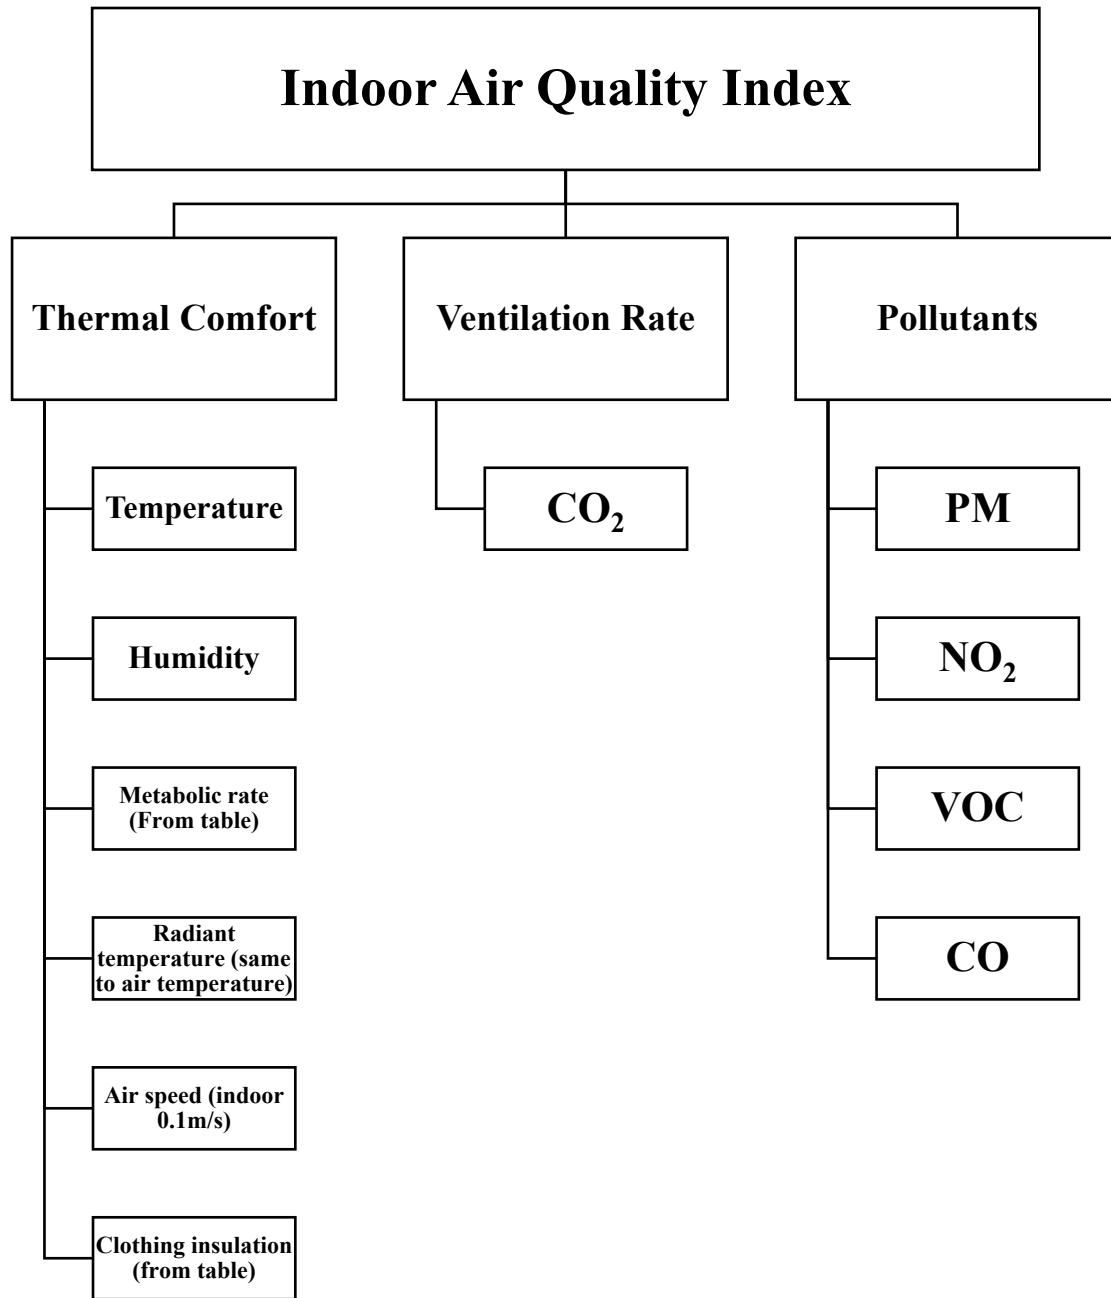 Indoor Air Quality Index
Thermal Comfort
Ventilation Rate
Pollutants
Temperature
Humidity
Metabolic rate
(From table)
Radiant
temperature (same
to air temperature)
Air speed (indoor
0.1m/s)
Clothing insulation
(from table)
CO₂
PM
NO₂
VOC
CO